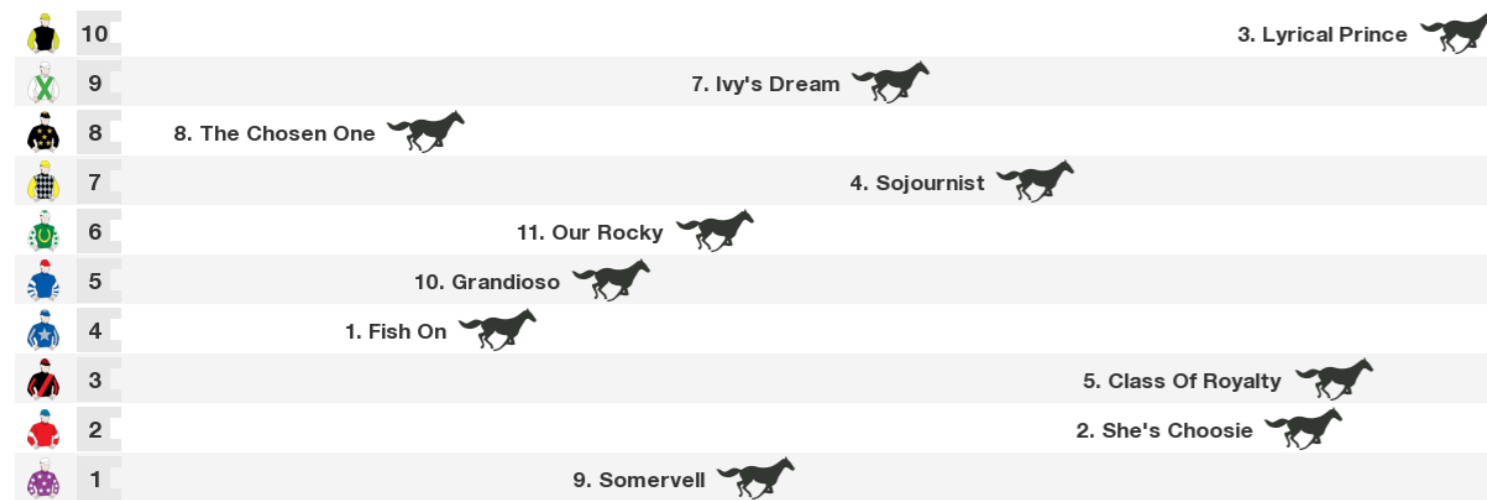 10 3. Lyrical Prince
9 7. Ivy's Dream
8 8. The Chosen One
7 4. Sojournist
6 11. Our Rocky
5 10. Grandioso
4 1. Fish On
3 5. Class Of Royalty
2 2. She's Choosie
1 9. Somervell